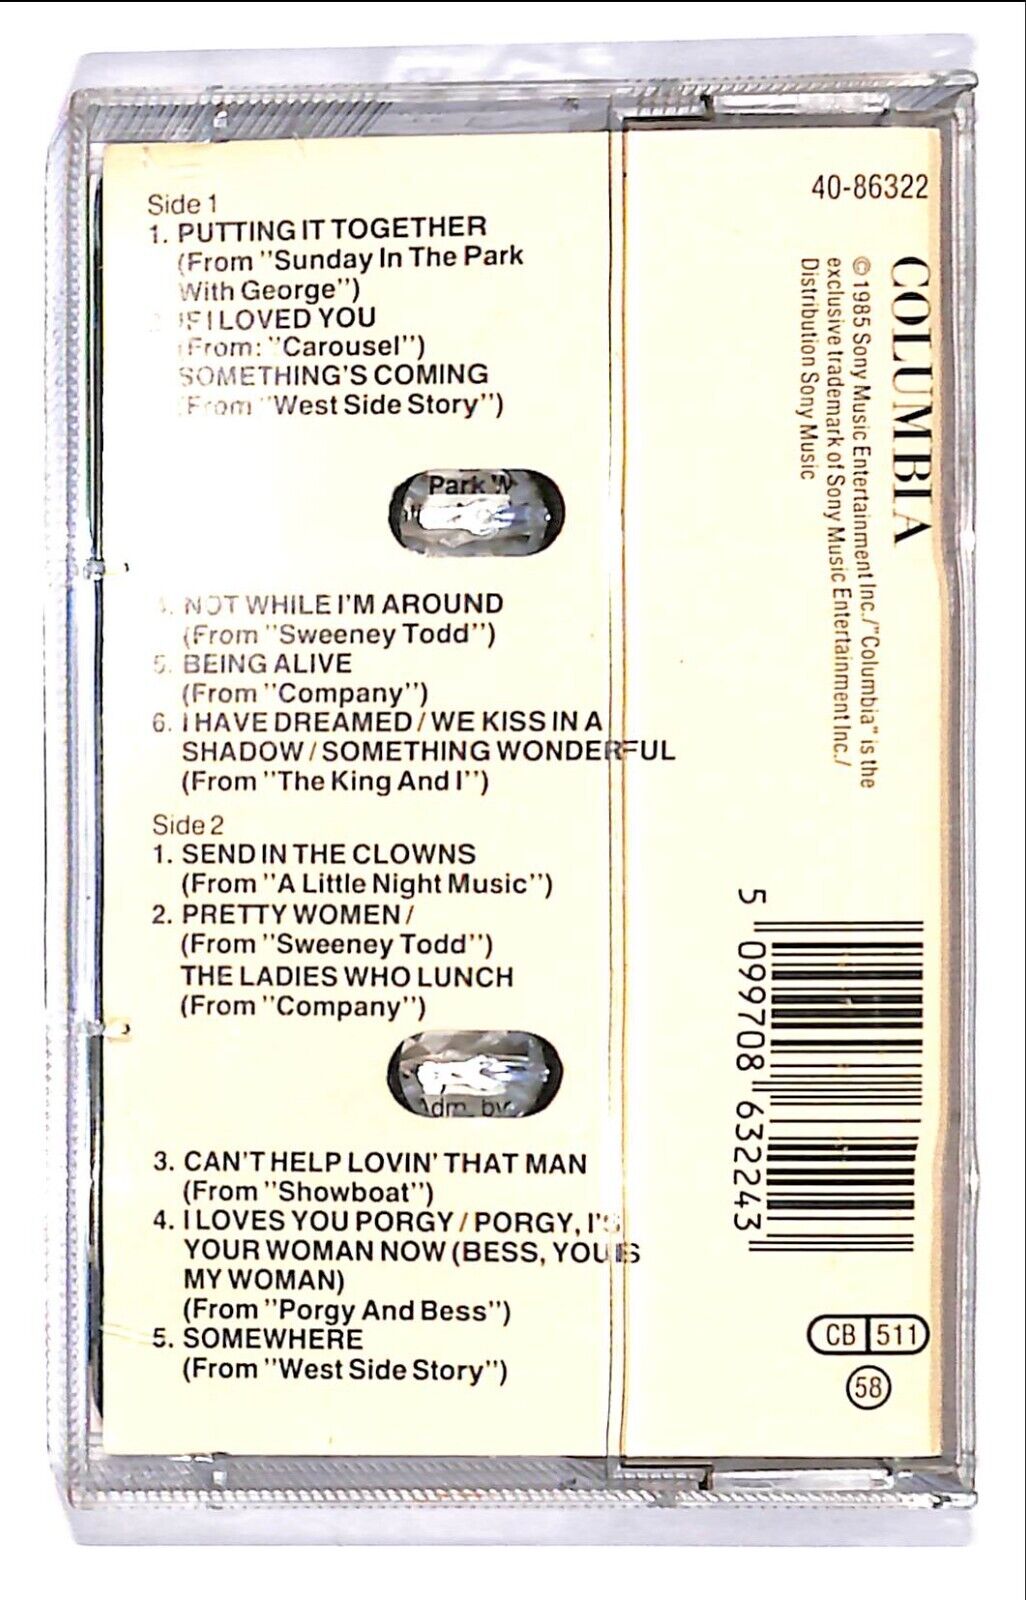 Side 1
1. PUTTING IT TOGETHER
(From "Sunday In The Park
With George")
IF I LOVED YOU
(From: "Carousel")
SOMETHING'S COMING
(From "West Side Story")
Park
4. NOT WHILE I'M AROUND
(From "Sweeney Todd")
5. BEING ALIVE
(From "Company")
6. I HAVE DREAMED / WE KISS IN A
SHADOW / SOMETHING WONDERFUL
(From "The King And I")
Side 2
1. SEND IN THE CLOWNS
(From "A Little Night Music")
2. PRETTY WOMEN /
(From "Sweeney Todd")
THE LADIES WHO LUNCH
(From "Company")
Adm. by
3. CAN'T HELP LOVIN' THAT MAN
(From "Showboat")
4. I LOVES YOU PORGY / PORGY, I'S
YOUR WOMAN NOW (BESS, YOU IS
MY WOMAN)
(From "Porgy And Bess")
5. SOMEWHERE
(From "West Side Story")
40-86322
COLUMBIA
© 1985 Sony Music Entertainment Inc./"Columbia" is the
exclusive trademark of Sony Music Entertainment Inc./
Distribution Sony Music
5 099708 632243
CB 511
58